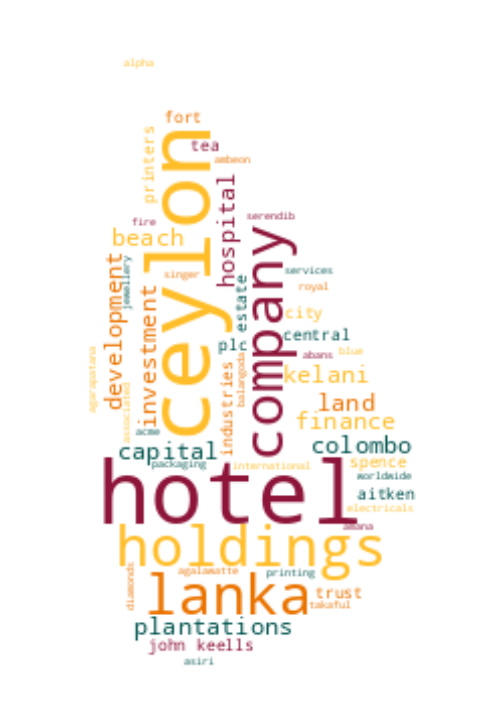 alpha
fort
tea
printers
ambeon
ceylon
hospital
fire
serendib
beach
company
development
jewellery
singer
services
royal
investment
estate
city
plc
central
industries
balangoda
abans
blue
agarapatana
associated
kelani
land
finance
acme
capital
colombo
packaging
international
spence
worldwide
hotel
aitken
electricals
amana
holdings
agalawatte
printing
diamonds
lanka
trust
takaful
plantations
john keells
asiri